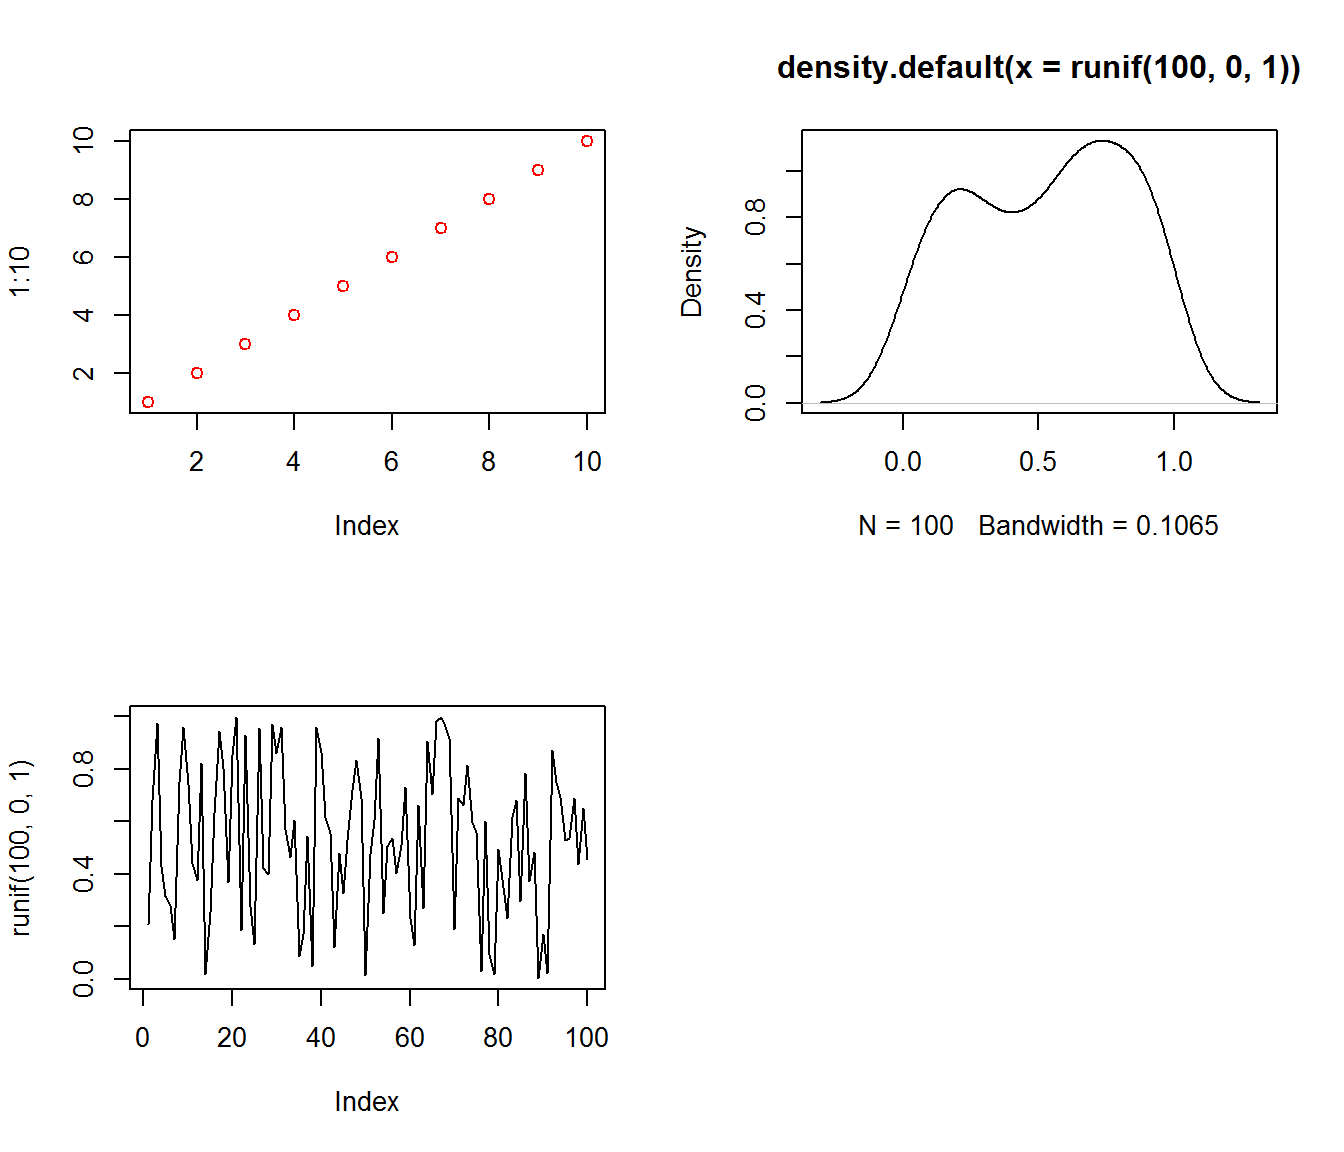 1:10
10
8
6
4
2
2 4 6 8 10
Index
density.default(x = runif(100, 0, 1))
Density
0.8
0.4
0.0
0.0 0.5 1.0
N = 100   Bandwidth = 0.1065
runif(100, 0, 1)
0.8
0.4
0.0
0 20 40 60 80 100
Index